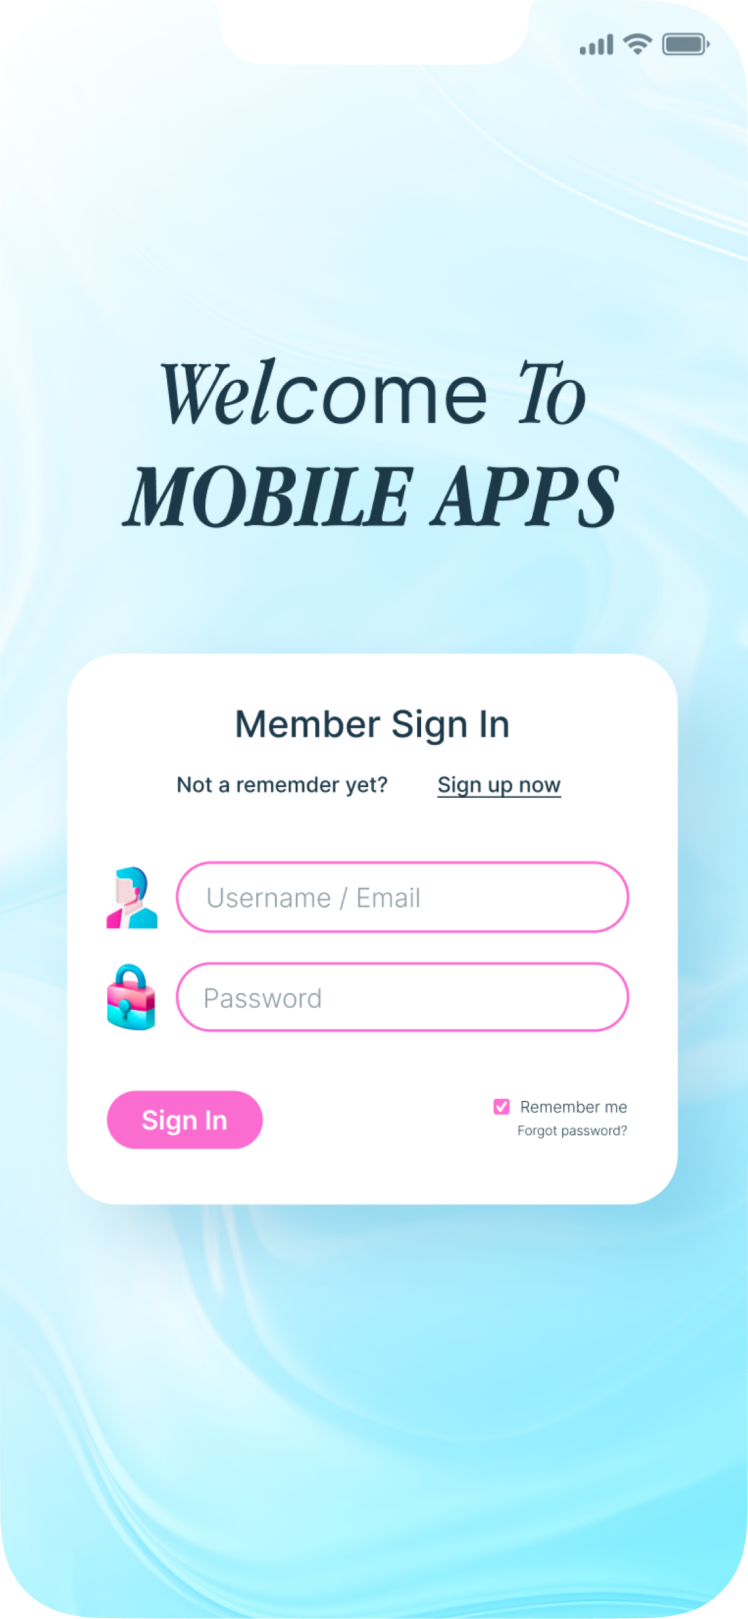 Welcome To
MOBILE APPS
Member Sign In
Not a rememder yet? Sign up now
Username / Email
Password
Sign In
Remember me
Forgot password?